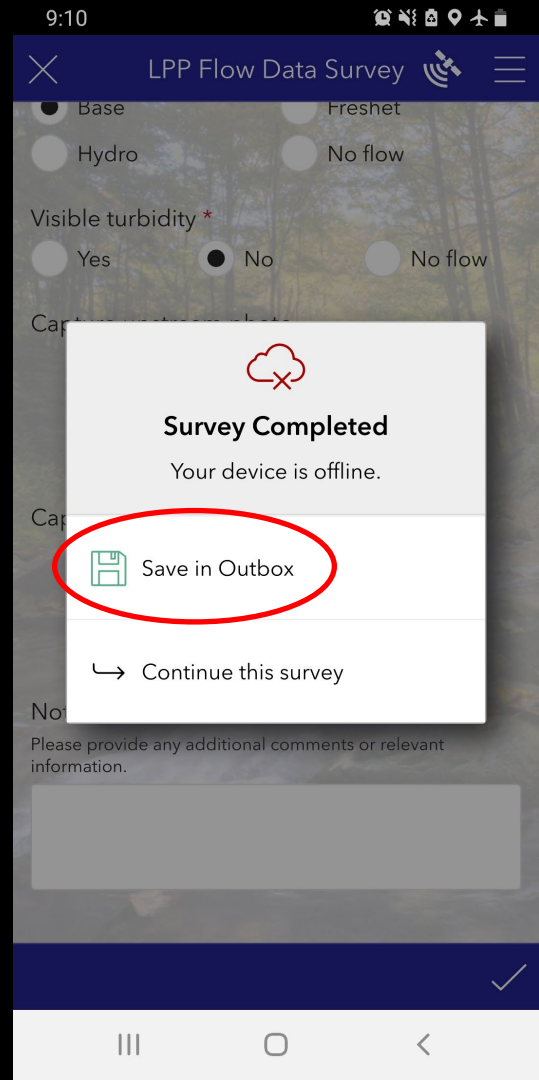 9:10
LPP Flow Data Survey
Base
Freshet
Hydro
No flow
Visible turbidity *
Yes
No
No flow
Survey Completed
Your device is offline.
Save in Outbox
Continue this survey
Please provide any additional comments or relevant
information.